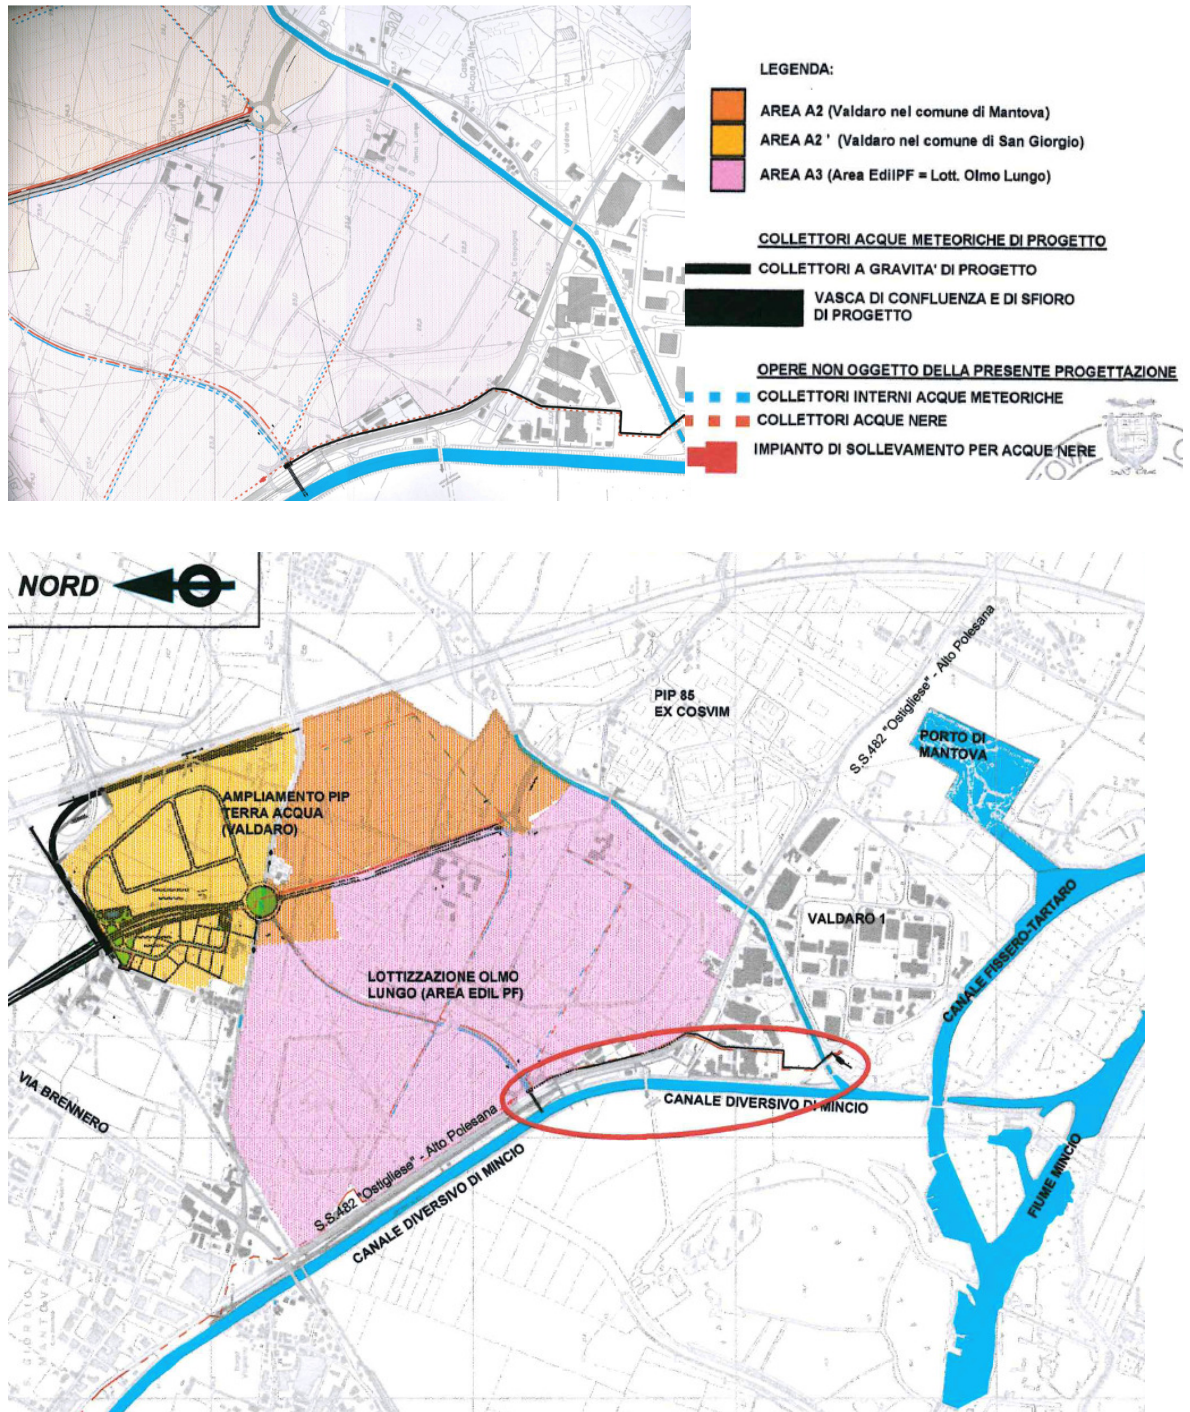 Olmo Lungo
Valdarino
LEGENDA:
AREA A2 (Valdaro nel comune di Mantova)
AREA A2 ' (Valdaro nel comune di San Giorgio)
AREA A3 (Area EdilPF = Lott. Olmo Lungo)
COLLETTORI ACQUE METEORICHE DI PROGETTO
COLLETTORI A GRAVITA' DI PROGETTO
VASCA DI CONFLUENZA E DI SFIORO
DI PROGETTO
OPERE NON OGGETTO DELLA PRESENTE PROGETTAZIONE
COLLETTORI INTERNI ACQUE METEORICHE
COLLETTORI ACQUE NERE
IMPIANTO DI SOLLEVAMENTO PER ACQUE NERE
NORD
PIP 85
EX COSVIM
S.S.482 "Ostigliese" - Alto Polesana
PORTO DI
MANTOVA
AMPLIAMENTO PIP
TERRA ACQUA
(VALDARO)
VALDARO 1
CANALE FISSERO-TARTARO
LOTTIZZAZIONE OLMO
LUNGO (AREA EDIL PF)
VIA BRENNERO
CANALE DIVERSIVO DI MINCIO
S.S.482 "Ostigliese" - Alto Polesana
CANALE DIVERSIVO DI MINCIO
FIUME MINCIO